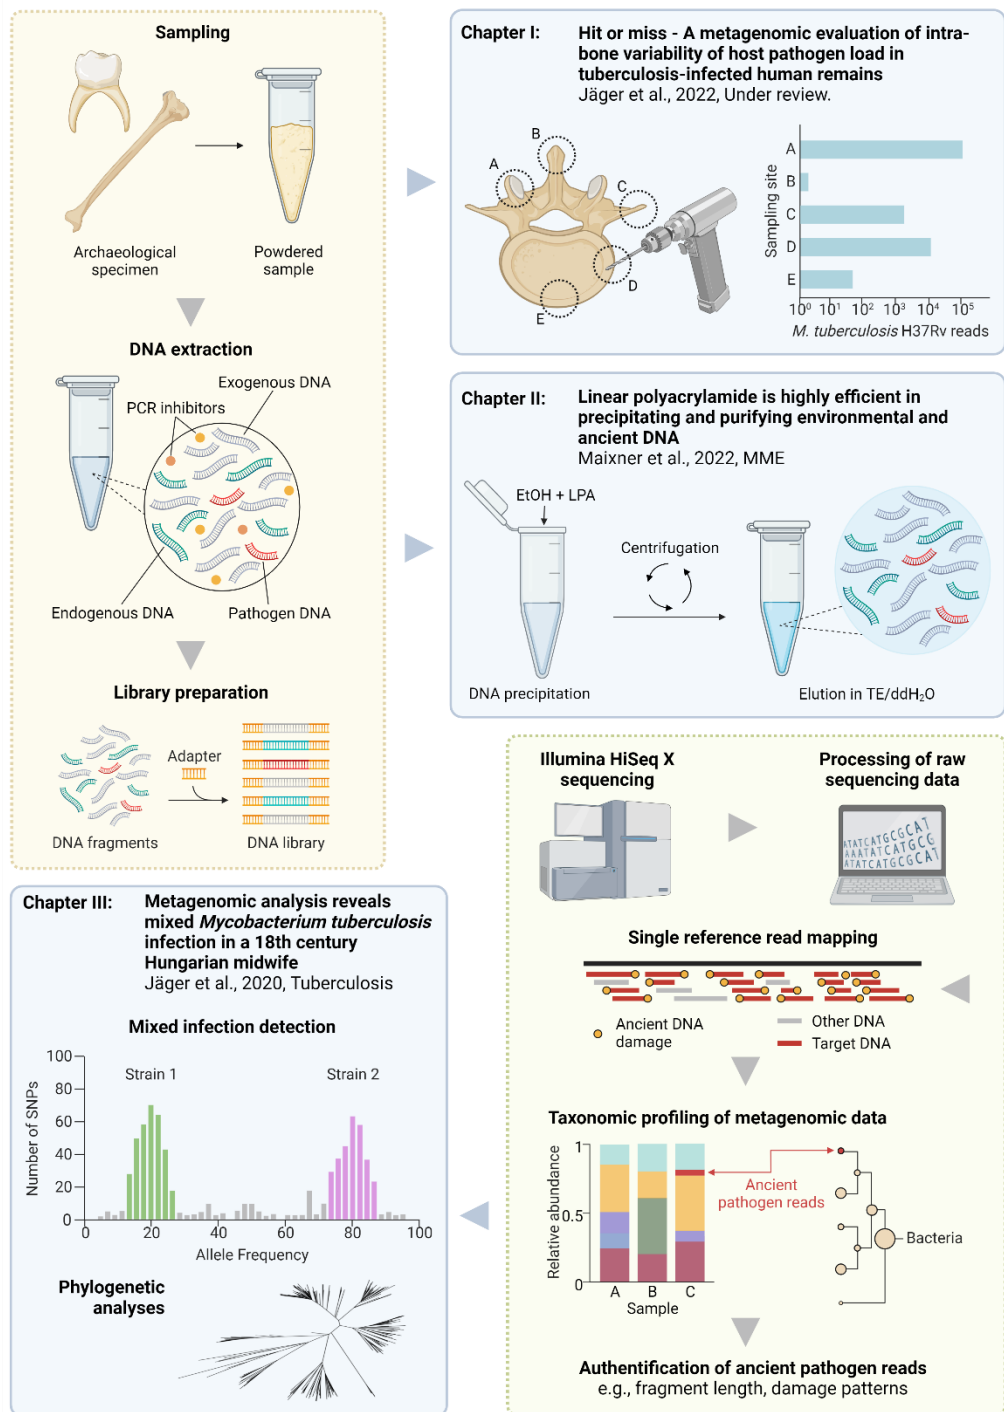 Sampling
Archaeological
specimen
Powdered
sample
DNA extraction
Exogenous DNA
PCR inhibitors
Endogenous DNA
Pathogen DNA
Library preparation
Adapter
DNA fragments
DNA library
Chapter I:
Hit or miss - A metagenomic evaluation of intra-
bone variability of host pathogen load in
tuberculosis-infected human remains
Jäger et al., 2022, Under review.
A
B
C
D
E
Sampling site
A
B
C
D
E
10⁰ 10¹ 10² 10³ 10⁴ 10⁵
M. tuberculosis H37Rv reads
Chapter II:
Linear polyacrylamide is highly efficient in
precipitating and purifying environmental and
ancient DNA
Maixner et al., 2022, MME
EtOH + LPA
Centrifugation
DNA precipitation
Elution in TE/ddH₂O
Illumina HiSeq X
sequencing
Processing of raw
sequencing data
ATATCATGCGCAT
AAATATCATGCG
ATATCATGCGCAT
Single reference read mapping
Ancient DNA
damage
Other DNA
Target DNA
Taxonomic profiling of metagenomic data
Relative abundance
1
0.5
0
A B C
Sample
Ancient
pathogen reads
Bacteria
Authentification of ancient pathogen reads
e.g., fragment length, damage patterns
Chapter III:
Metagenomic analysis reveals
mixed Mycobacterium tuberculosis
infection in a 18th century
Hungarian midwife
Jäger et al., 2020, Tuberculosis
Mixed infection detection
Number of SNPs
100
80
60
40
20
0
Strain 1
Strain 2
0 20 40 60 80 100
Allele Frequency
Phylogenetic
analyses